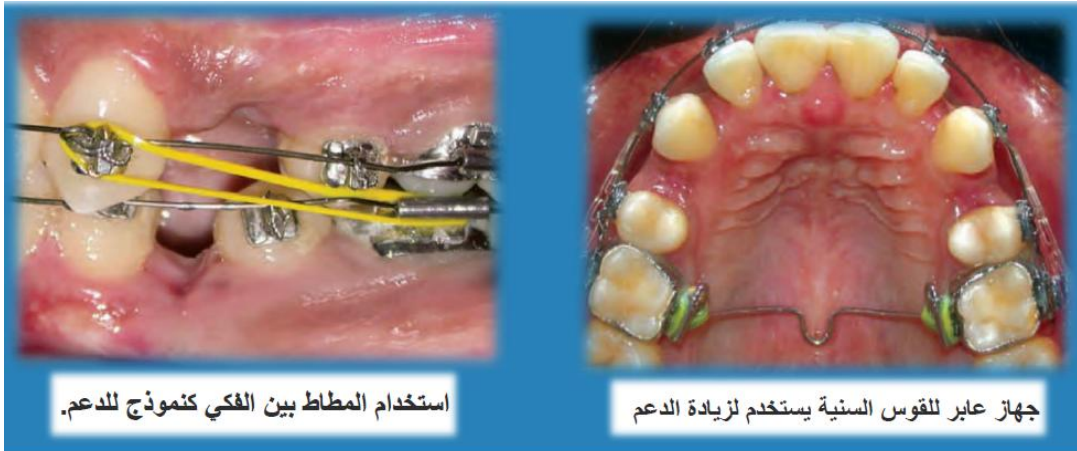 جهاز عابر للقوس السنية يستخدم لزيادة الدعم
استخدام المطاط بين الفكي كنموذج للدعم.